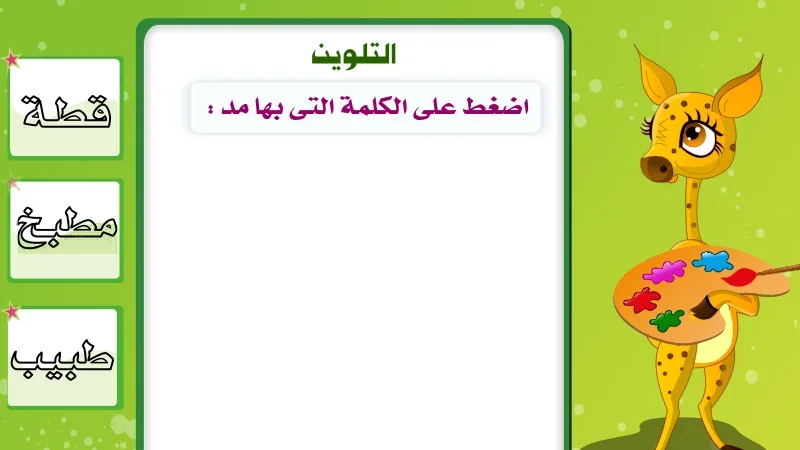 التلوين
اضغط على الكلمة التى بها مد :
قطة
مطبخ
طبيب